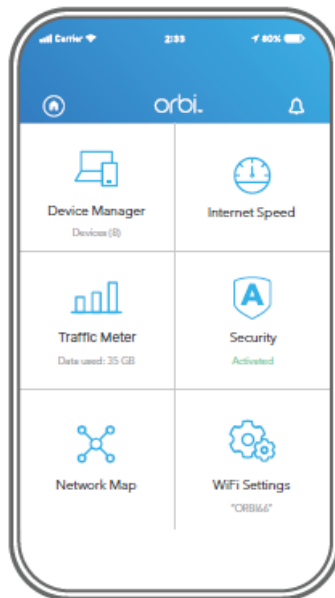 Carrier 2:33 80%
orbi.
Device Manager Internet Speed
Devices (8)
Traffic Meter Security
Data used: 35 GB Activated
Network Map WiFi Settings
"ORBI66"